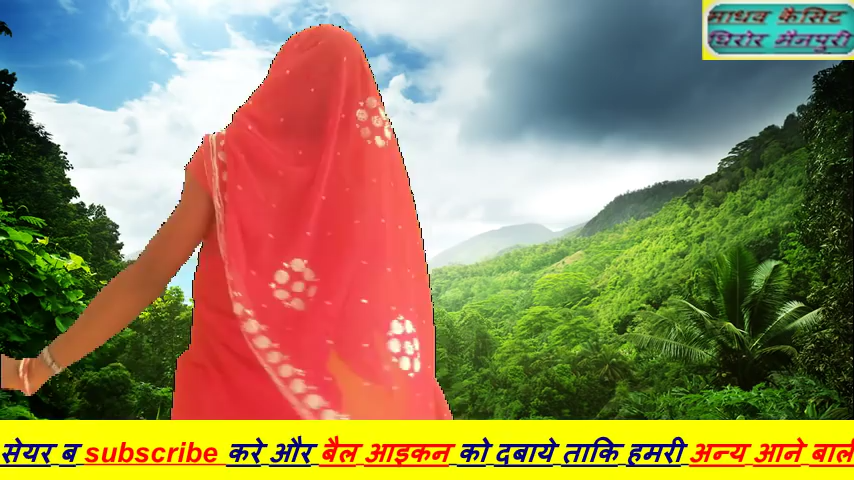 माधव कैसिट
घिरोर मैनपुरी
सेयर ब subscribe करे और बैल आइकन को दबाये ताकि हमरी अन्य आने बाली